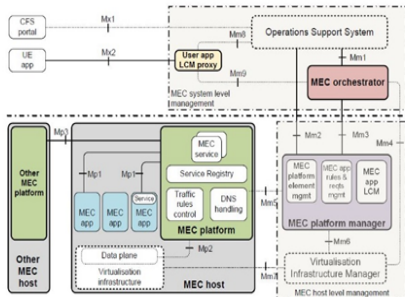 CFS
portal
Mx1
UE
app
Mx2
Mm8
Operations Support System
User app
LCM proxy
Mm9
Mm1
MEC system level
management
MEC orchestrator
Mp3
Mm2
Mm3
Mm4
Other
MEC
platform
Other
MEC
host
Mp1
Mp1
MEC
service
Service Registry
Traffic
rules
control
DNS
handling
MEC platform
MEC
app
MEC
app
Service
MEC
app
Mp2
Data plane
Virtualisation
infrastructure
MEC host
Mm5
MEC
platform
element
mgmt
MEC app
rules &
reqts
mgmt
MEC
app
LCM
MEC platform manager
Mm6
Virtualisation
Infrastructure Manager
MEC host level management